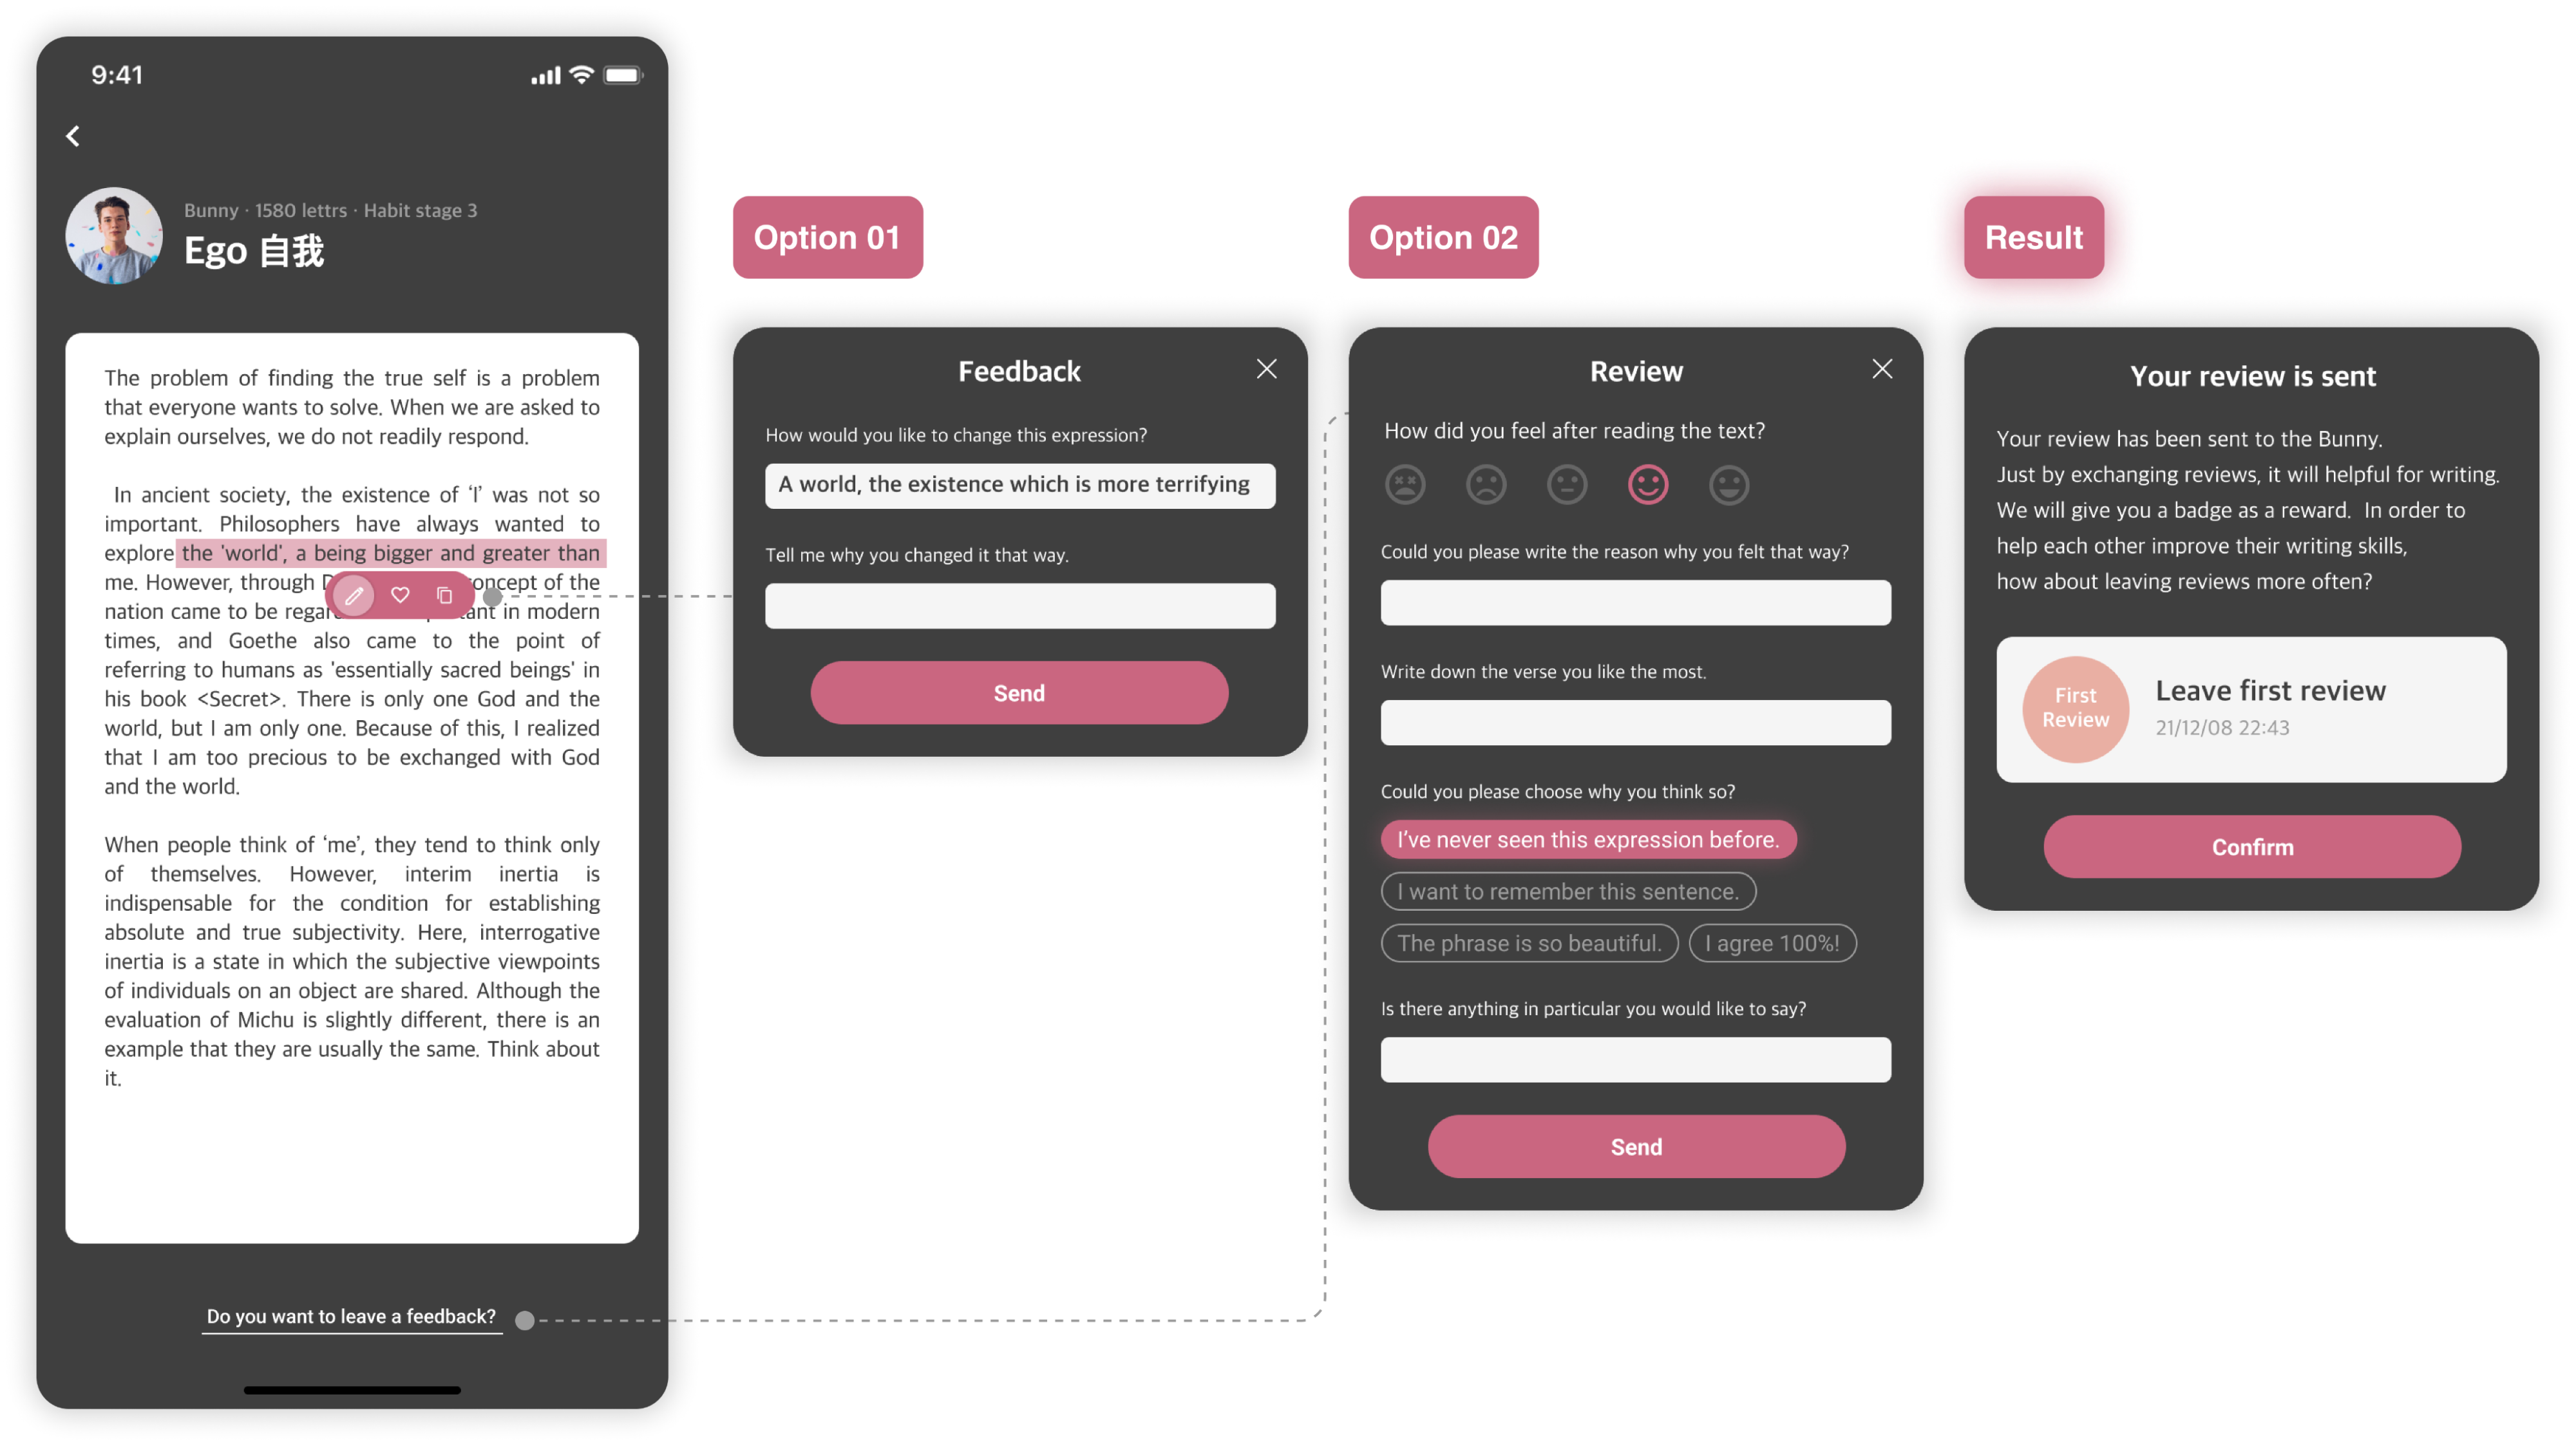 9:41
Bunny · 1580 lettrs · Habit stage 3
Ego 自我
The problem of finding the true self is a problem
that everyone wants to solve. When we are asked to
explain ourselves, we do not readily respond.
In ancient society, the existence of ‘I’ was not so
important. Philosophers have always wanted to
explore the 'world', a being bigger and greater than
me. However, through oncept of the
nation came to be regar ant in modern
times, and Goethe also came to the point of
referring to humans as 'essentially sacred beings' in
his book <Secret>. There is only one God and the
world, but I am only one. Because of this, I realized
that I am too precious to be exchanged with God
and the world.
When people think of ‘me’, they tend to think only
of themselves. However, interim inertia is
indispensable for the condition for establishing
absolute and true subjectivity. Here, interrogative
inertia is a state in which the subjective viewpoints
of individuals on an object are shared. Although the
evaluation of Michu is slightly different, there is an
example that they are usually the same. Think about
it.
Do you want to leave a feedback?
Option 01
Feedback
How would you like to change this expression?
A world, the existence which is more terrifying
Tell me why you changed it that way.
Send
Option 02
Review
How did you feel after reading the text?
Could you please write the reason why you felt that way?
Write down the verse you like the most.
Could you please choose why you think so?
I’ve never seen this expression before.
I want to remember this sentence.
The phrase is so beautiful.
I agree 100%!
Is there anything in particular you would like to say?
Send
Result
Your review is sent
Your review has been sent to the Bunny.
Just by exchanging reviews, it will helpful for writing.
We will give you a badge as a reward. In order to
help each other improve their writing skills,
how about leaving reviews more often?
First
Review
Leave first review
21/12/08 22:43
Confirm